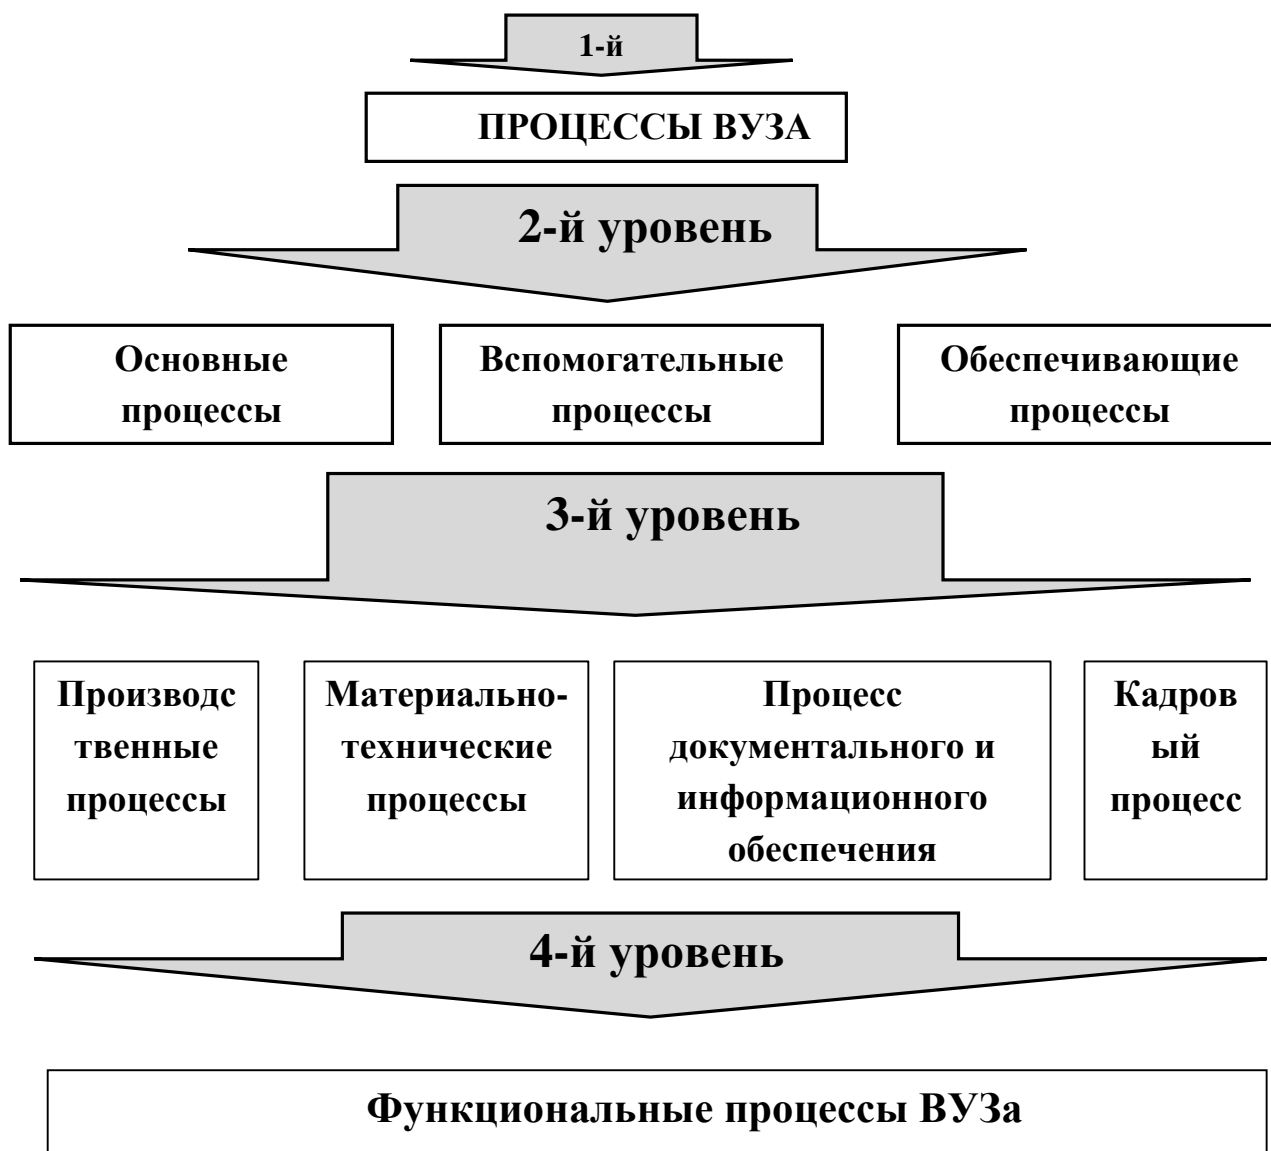 1-й
ПРОЦЕССЫ ВУЗА
2-й уровень
Основные
процессы
Вспомогательные
процессы
Обеспечивающие
процессы
3-й уровень
Производс
твенные
процессы
Материально-
технические
процессы
Процесс
документального и
информационного
обеспечения
Кадров
ый
процесс
4-й уровень
Функциональные процессы ВУЗа